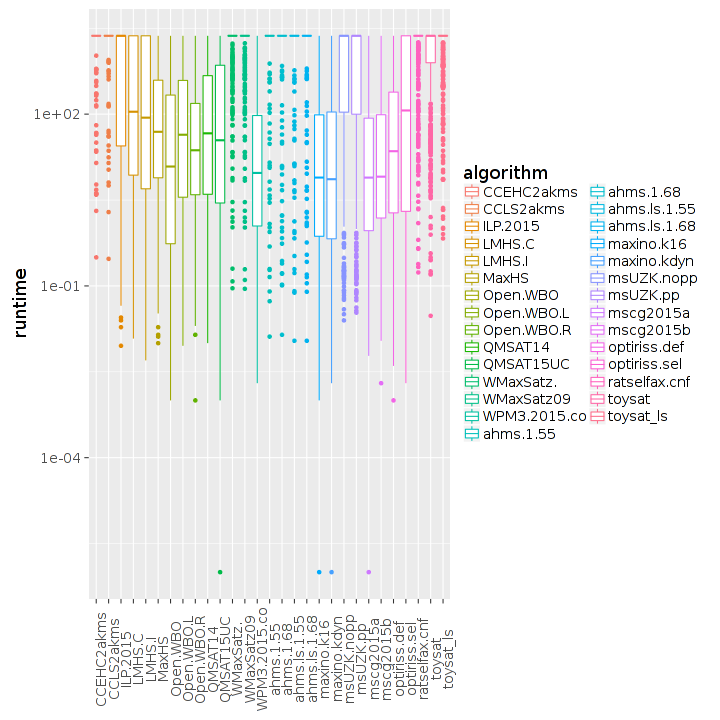 1e+02
1e-01
1e-04
runtime
CCEHC2akms
CCLS2akms
ILP.2015
LMHS.C
LMHS.I
MaxHS
Open.WBO
Open.WBO.L
Open.WBO.R
QMSAT14
QMSAT15UC
WMaxSatz.
WMaxSatz09
WPM3.2015.co
ahms.1.55
ahms.1.68
ahms.ls.1.55
ahms.ls.1.68
maxino.k16
maxino.kdyn
msUZK.nopp
msUZK.pp
mscg2015a
mscg2015b
optiriss.def
optiriss.sel
ratselfax.cnf
toysat
toysat_ls
algorithm
CCEHC2akms
CCLS2akms
ILP.2015
LMHS.C
LMHS.I
MaxHS
Open.WBO
Open.WBO.L
Open.WBO.R
QMSAT14
QMSAT15UC
WMaxSatz.
WMaxSatz09
WPM3.2015.co
ahms.1.55
ahms.1.68
ahms.ls.1.55
ahms.ls.1.68
maxino.k16
maxino.kdyn
msUZK.nopp
msUZK.pp
mscg2015a
mscg2015b
optiriss.def
optiriss.sel
ratselfax.cnf
toysat
toysat_ls